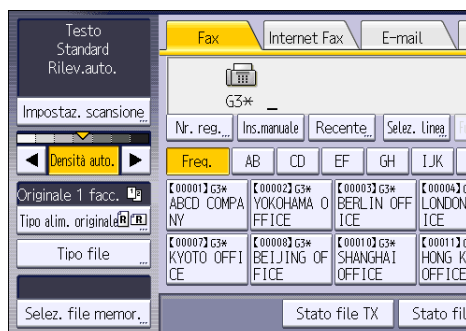 Testo
Standard
Rilev.auto.
Impostaz. scansione
Densità auto.
Originale 1 facc.
Tipo alim. originale
Tipo file
Selez. file memor.
Fax
Internet Fax
E-mail
G3*
Nr. reg.
Ins.manuale
Recente
Selez. linea
Freq.
AB
CD
EF
GH
IJK
【00001】G3*
ABCD COMPA
NY
【00002】G3*
YOKOHAMA O
FFICE
【00003】G3*
BERLIN OFF
ICE
【00004】
LONDON
ICE
【00007】G3*
KYOTO OFFI
CE
【00008】G3*
BEIJING OF
FICE
【00010】G3*
SHANGHAI
OFFICE
【00011】
HONG K
OFFICE
Stato file TX
Stato fil